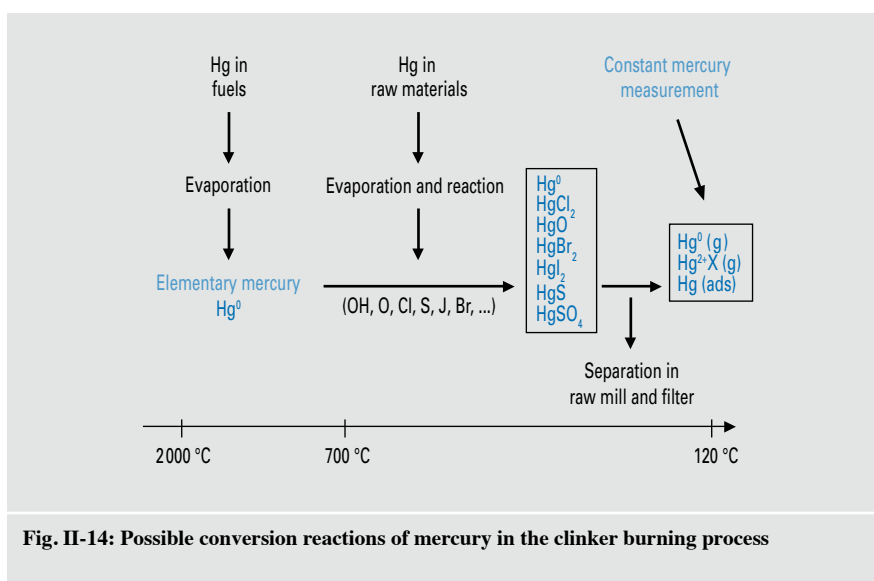 Hg in
fuels
Hg in
raw materials
Constant mercury
measurement
Evaporation
Evaporation and reaction
Elementary mercury
Hg⁰
(OH, O, Cl, S, J, Br, ...)
Hg⁰
HgCl₂
HgO
HgBr₂
HgI₂
HgS
HgSO₄
Hg⁰ (g)
Hg²⁺X (g)
Hg (ads)
Separation in
raw mill and filter
2 000 °C
700 °C
120 °C
Fig. II-14: Possible conversion reactions of mercury in the clinker burning process